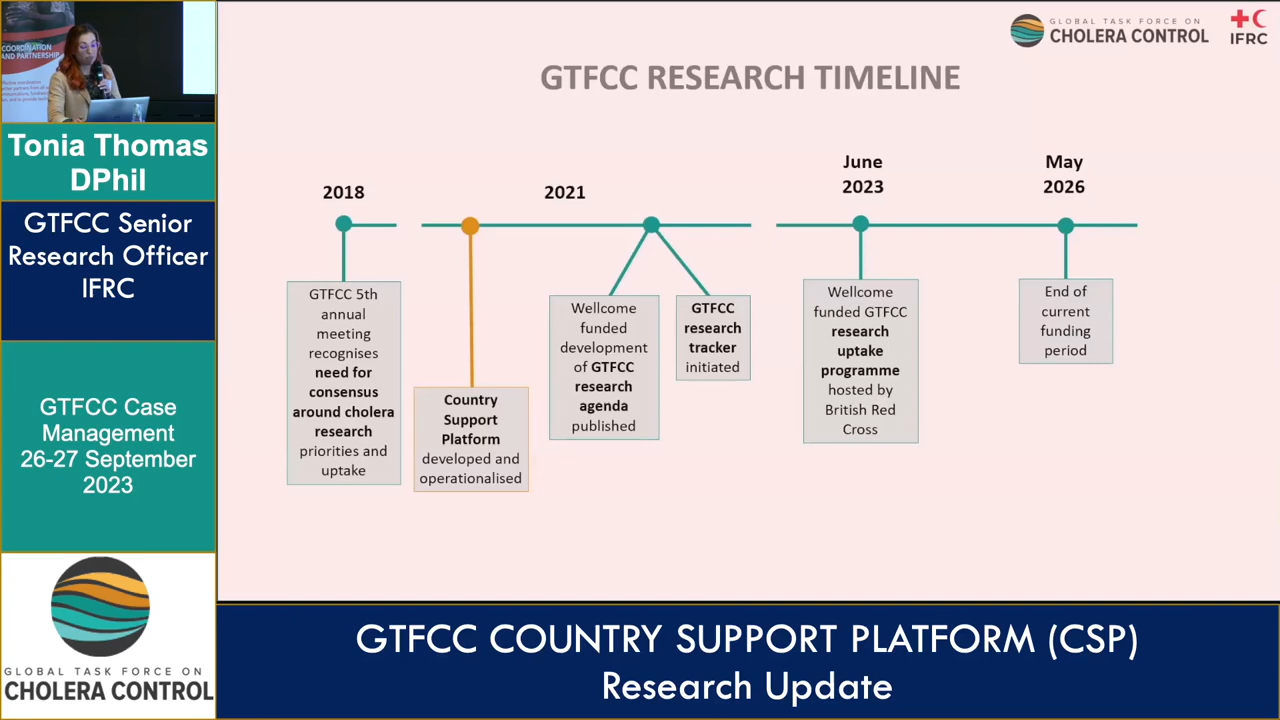 COORDINATION
AND PARTNERSHIP
Tonia Thomas
DPhil
GTFCC Senior
Research Officer
IFRC
GTFCC Case
Management
26-27 September
2023
GLOBAL TASK FORCE ON
CHOLERA CONTROL
GLOBAL TASK FORCE ON
CHOLERA CONTROL
IFRC
GTFCC RESEARCH TIMELINE
2018
GTFCC 5th
annual
meeting
recognises
need for
consensus
around cholera
research
priorities and
uptake
2021
Country
Support
Platform
developed and
operationalised
Wellcome
funded
development
of GTFCC
research
agenda
published
GTFCC
research
tracker
initiated
June
2023
Wellcome
funded GTFCC
research
uptake
programme
hosted by
British Red
Cross
May
2026
End of
current
funding
period
GTFCC COUNTRY SUPPORT PLATFORM (CSP)
Research Update